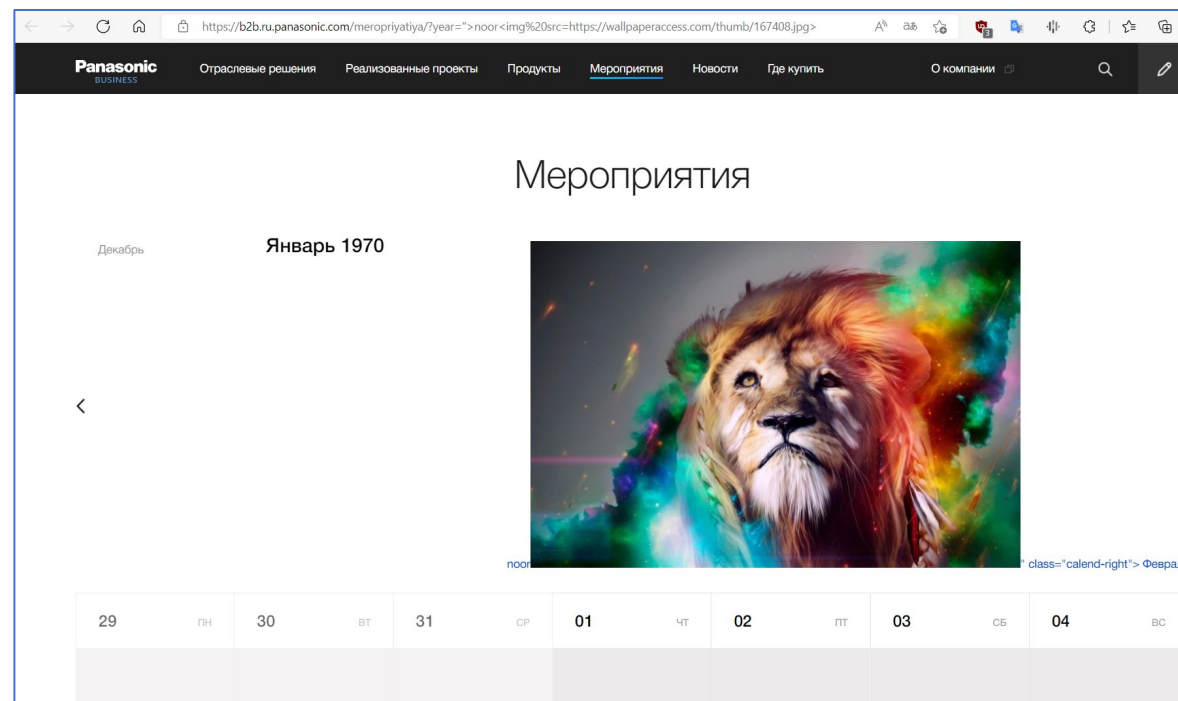 https://b2b.ru.panasonic.com/meropriyatiya/?year=">noor<img%20src=https://wallpaperaccess.com/thumb/167408.jpg>
3
Panasonic
BUSINESS
Отраслевые решения Реализованные проекты Продукты Мероприятия Новости Где купить О компании
Мероприятия
Декабрь Январь 1970
noor " class="calend-right">
29 ПН 30 ВТ 31 СР 01 ЧТ 02 ПТ 03 СБ 04 ВС